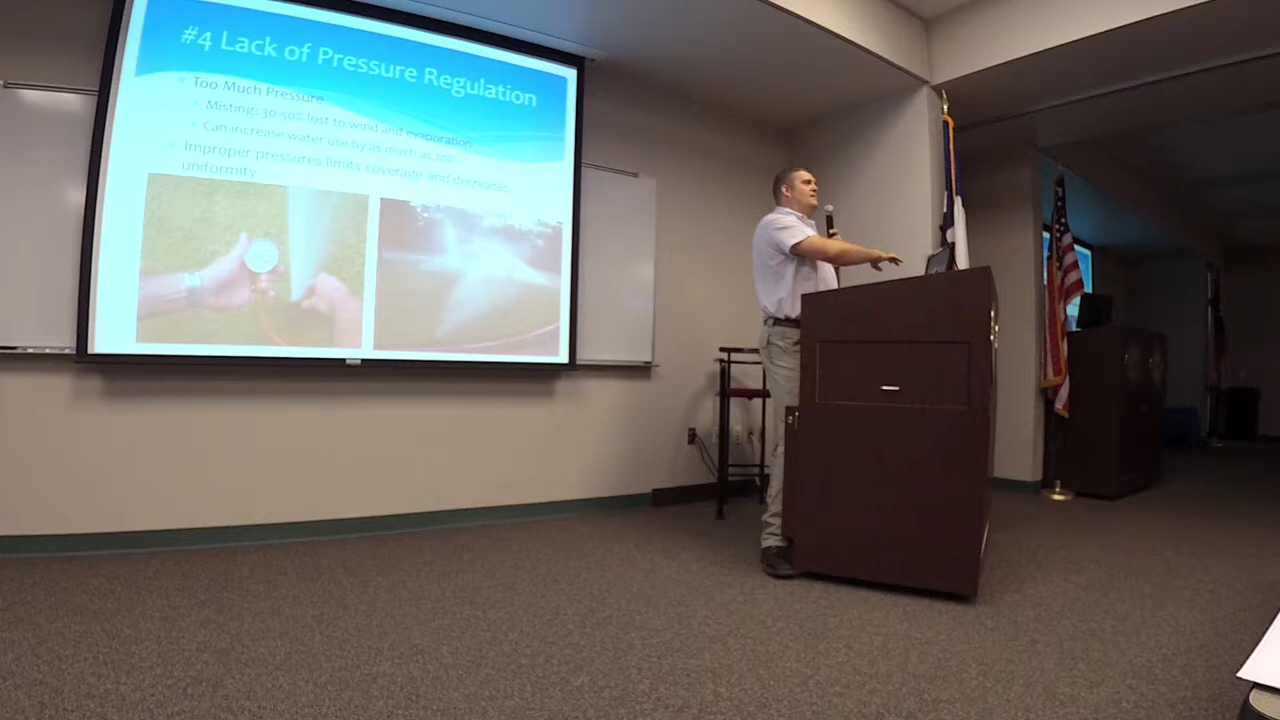 #4 Lack of Pressure Regulation
Too Much Pressure
Misting: 30-50% lost to wind and evaporation
Can increase water use by as much as 20%
Improper pressures limits coverage and decreases
uniformity